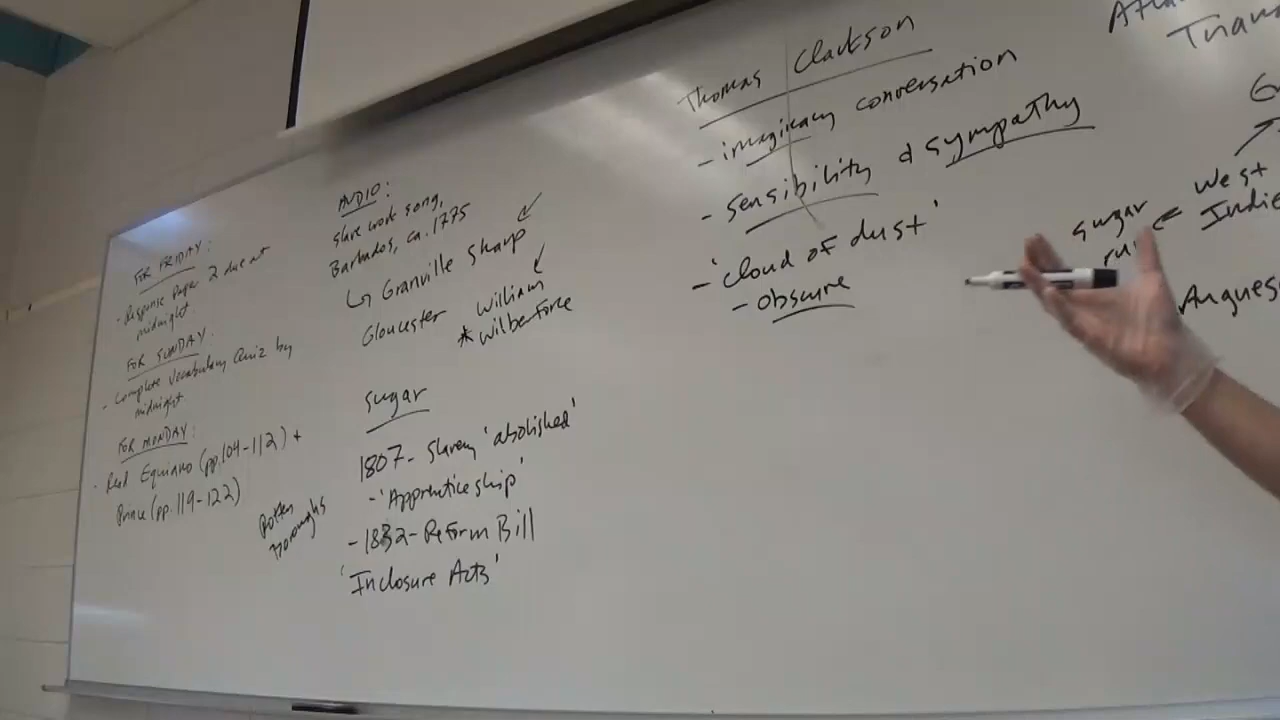 FOR FRIDAY:
- Response Paper 2 due at
midnight
FOR SUNDAY:
- Complete Vocabulary Quiz by
midnight
FOR MONDAY:
- Read Equiano (pp. 104-112) +
Prince (pp. 119-122)
AUDIO:
slave work song,
Barbados, ca. 1775
↳ Granville Sharp
Gloucester William
* Wilberforce
sugar
1807 - Slavery 'abolished'
- 'Apprenticeship'
- 1832 - Reform Bill
'Inclosure Acts'
Rotten
Boroughs
Thomas Clarkson
- imaginary conversation
- sensibility & sympathy
- 'cloud of dust'
- obscure
West
Indies
sugar